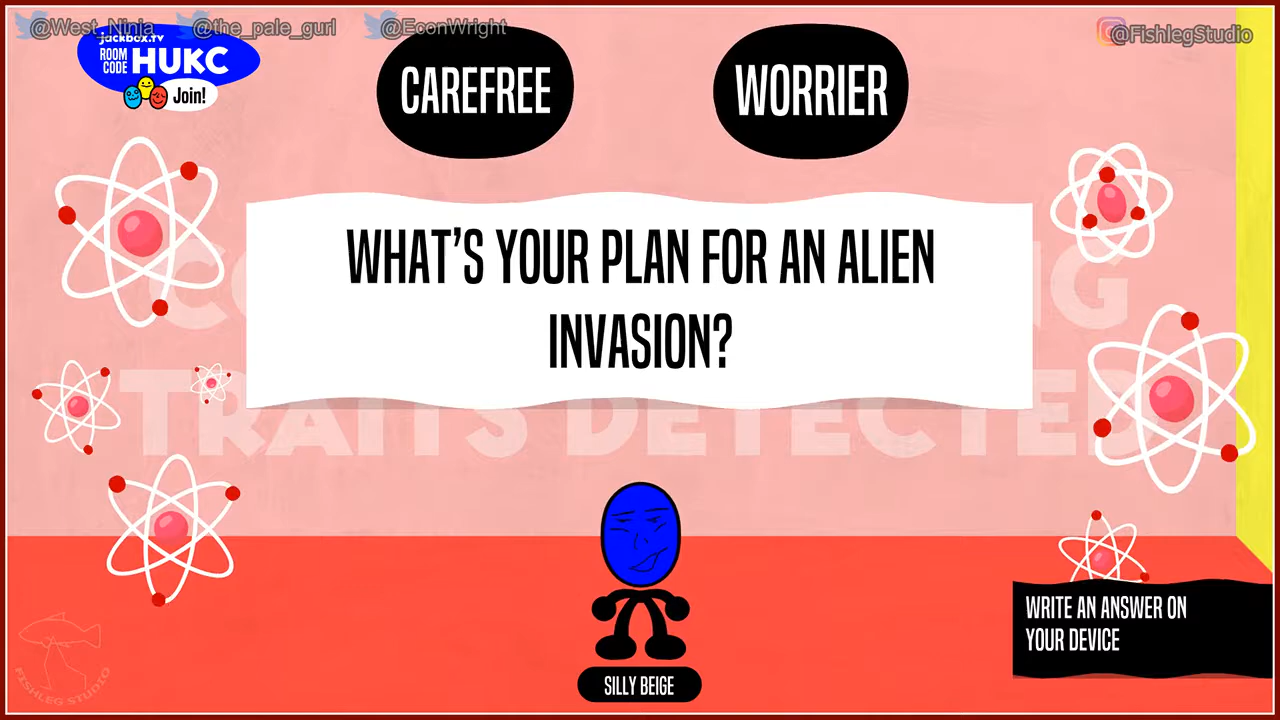 @West_Ninja @the_pale_gurl @EconWright @FishlegStudio
jackbox.tv
ROOM CODE HUKC
Join!
CAREFREE
WORRIER
WHAT'S YOUR PLAN FOR AN ALIEN
INVASION?
TRAITS DETECTED
WRITE AN ANSWER ON
YOUR DEVICE
SILLY BEIGE
FISHLEG STUDIO